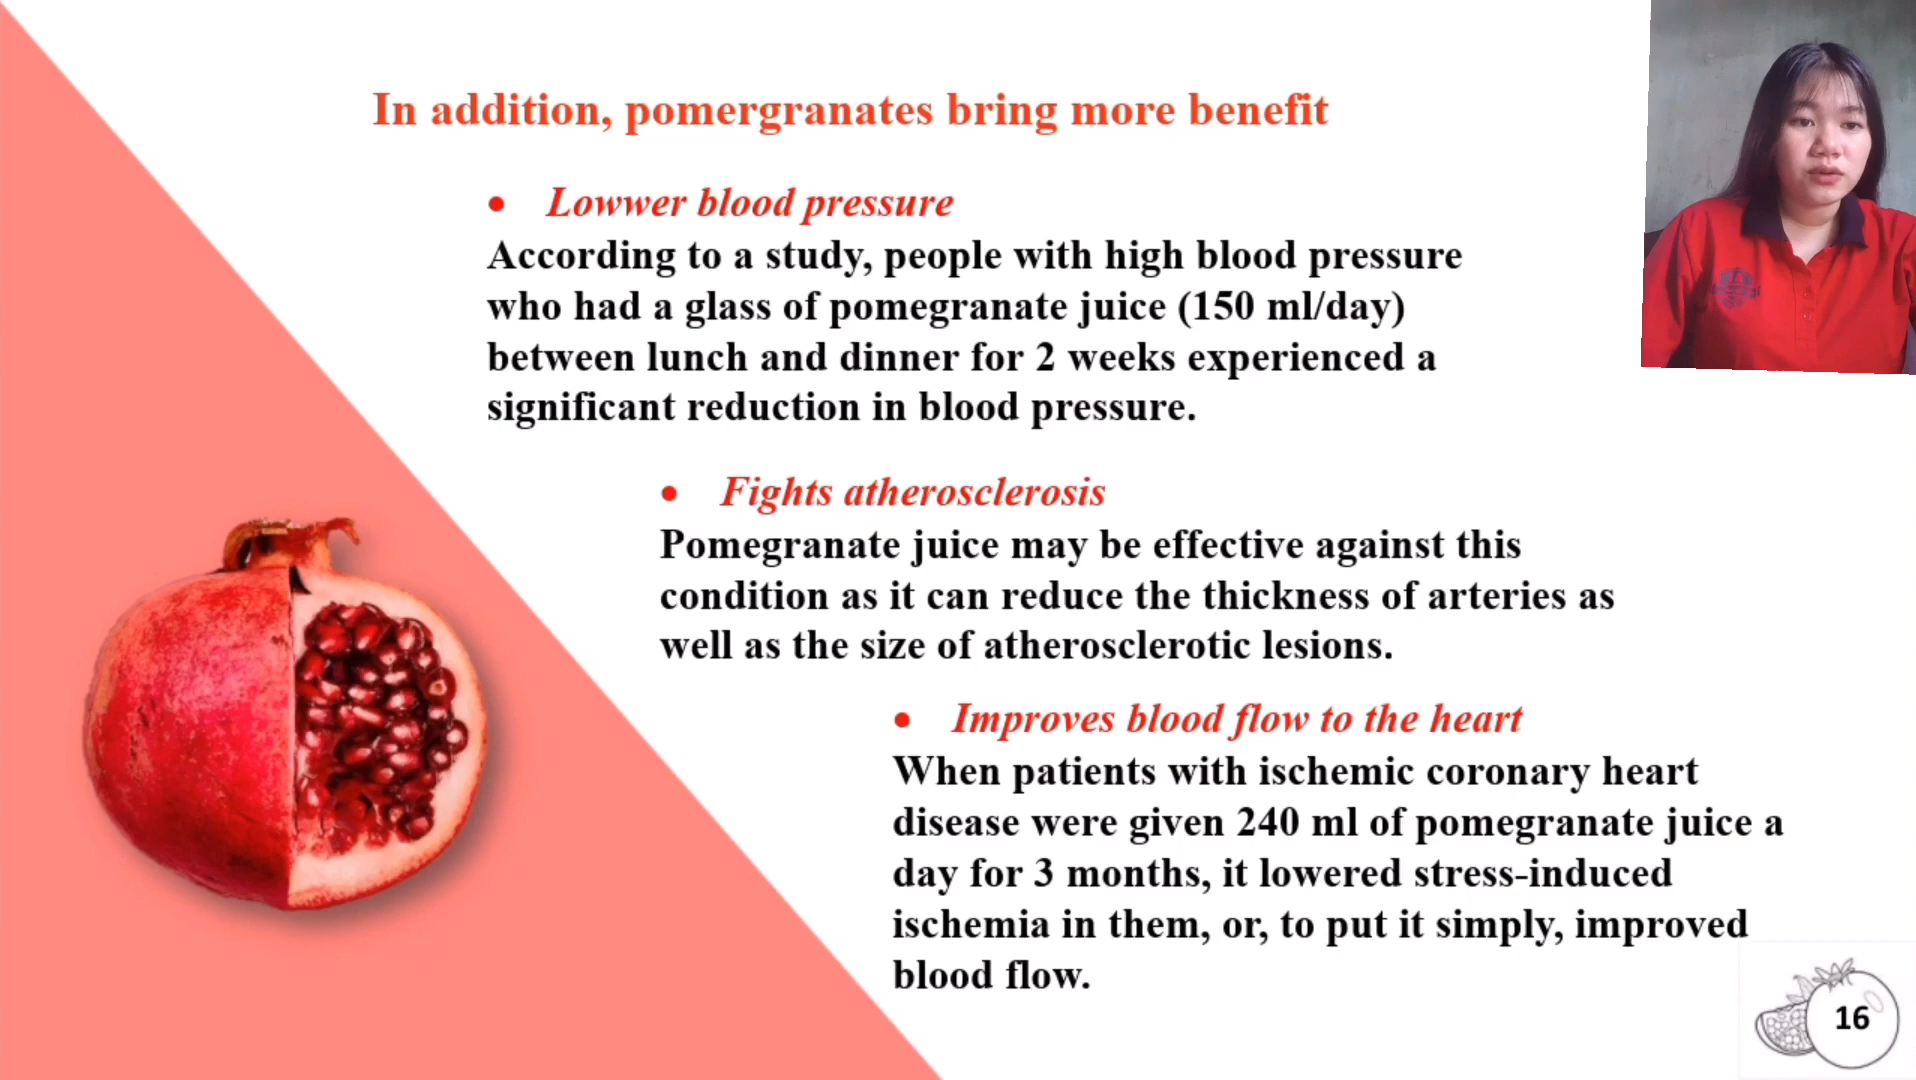 In addition, pomergranates bring more benefit
• Lowwer blood pressure
According to a study, people with high blood pressure
who had a glass of pomegranate juice (150 ml/day)
between lunch and dinner for 2 weeks experienced a
significant reduction in blood pressure.
• Fights atherosclerosis
Pomegranate juice may be effective against this
condition as it can reduce the thickness of arteries as
well as the size of atherosclerotic lesions.
• Improves blood flow to the heart
When patients with ischemic coronary heart
disease were given 240 ml of pomegranate juice a
day for 3 months, it lowered stress-induced
ischemia in them, or, to put it simply, improved
blood flow.
16